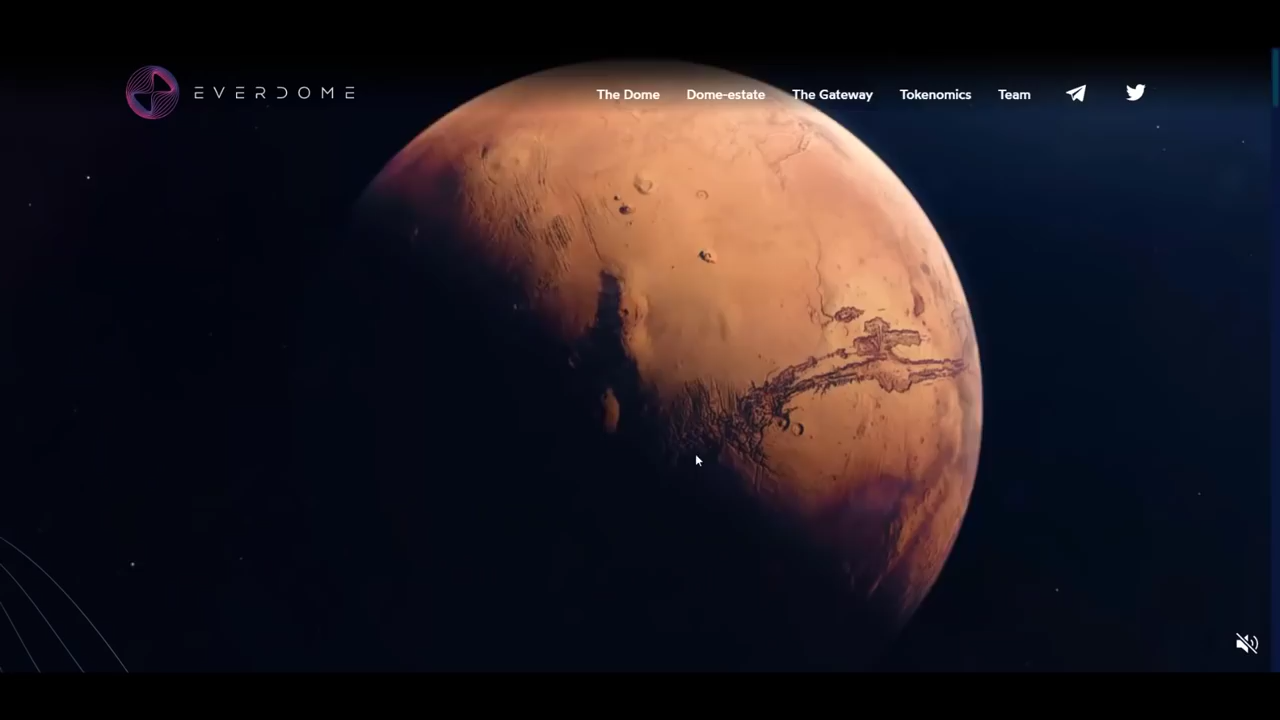 EVERDOME
The Dome
Dome-estate
The Gateway
Tokenomics
Team